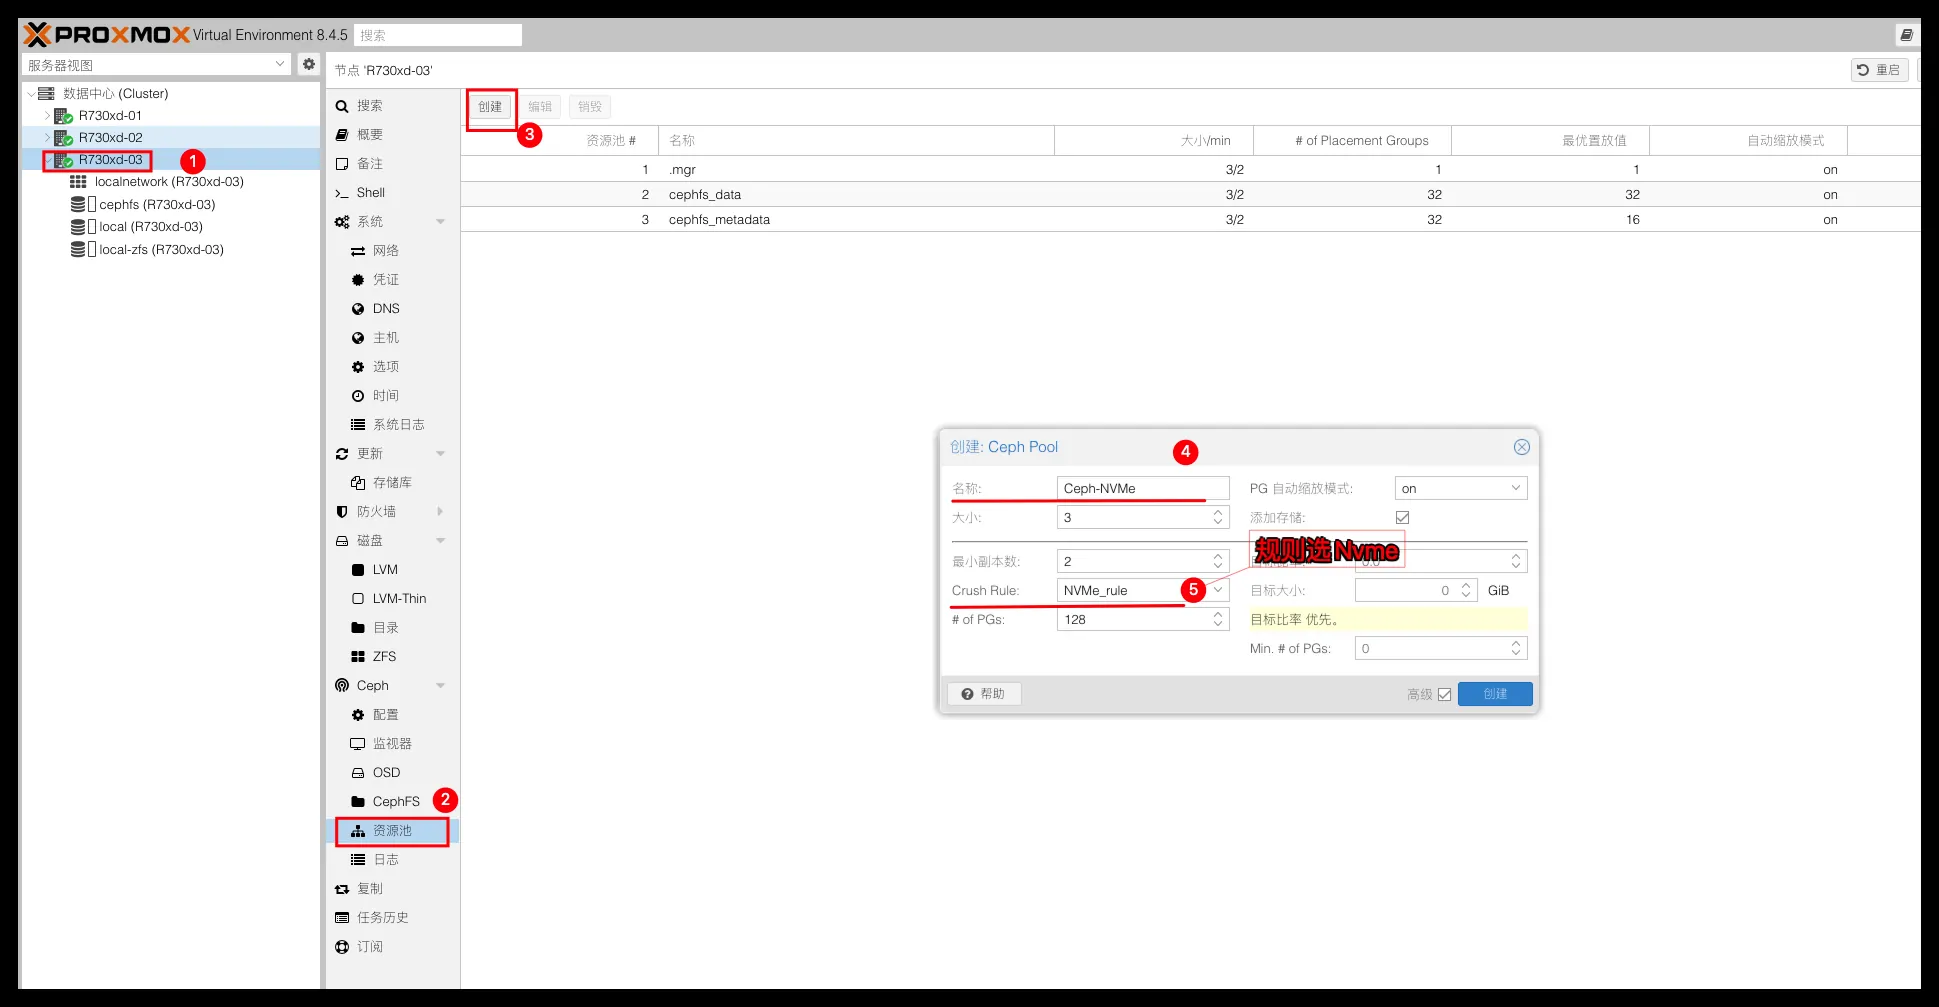 PROXMOX Virtual Environment 8.4.5 搜索
服务器视图
节点 'R730xd-03'
重启
数据中心 (Cluster)
R730xd-01
R730xd-02
R730xd-03
1
localnetwork (R730xd-03)
cephfs (R730xd-03)
local (R730xd-03)
local-zfs (R730xd-03)
搜索
概要
备注
Shell
系统
网络
凭证
DNS
主机
选项
时间
系统日志
更新
存储库
防火墙
磁盘
LVM
LVM-Thin
目录
ZFS
Ceph
配置
监视器
OSD
CephFS
2
资源池
日志
复制
任务历史
订阅
创建 编辑 销毁
3
资源池 # 名称 大小/min # of Placement Groups 最优置放值 自动缩放模式
1 .mgr 3/2 1 1 on
2 cephfs_data 3/2 32 32 on
3 cephfs_metadata 3/2 32 16 on
创建: Ceph Pool
4
名称: Ceph-NVMe PG 自动缩放模式: on
大小: 3 添加存储:
规则选Nvme
最小副本数: 2 0.0
Crush Rule: NVMe_rule 5 目标大小: 0 GiB
# of PGs: 128 目标比率 优先。
Min. # of PGs: 0
帮助 高级 创建